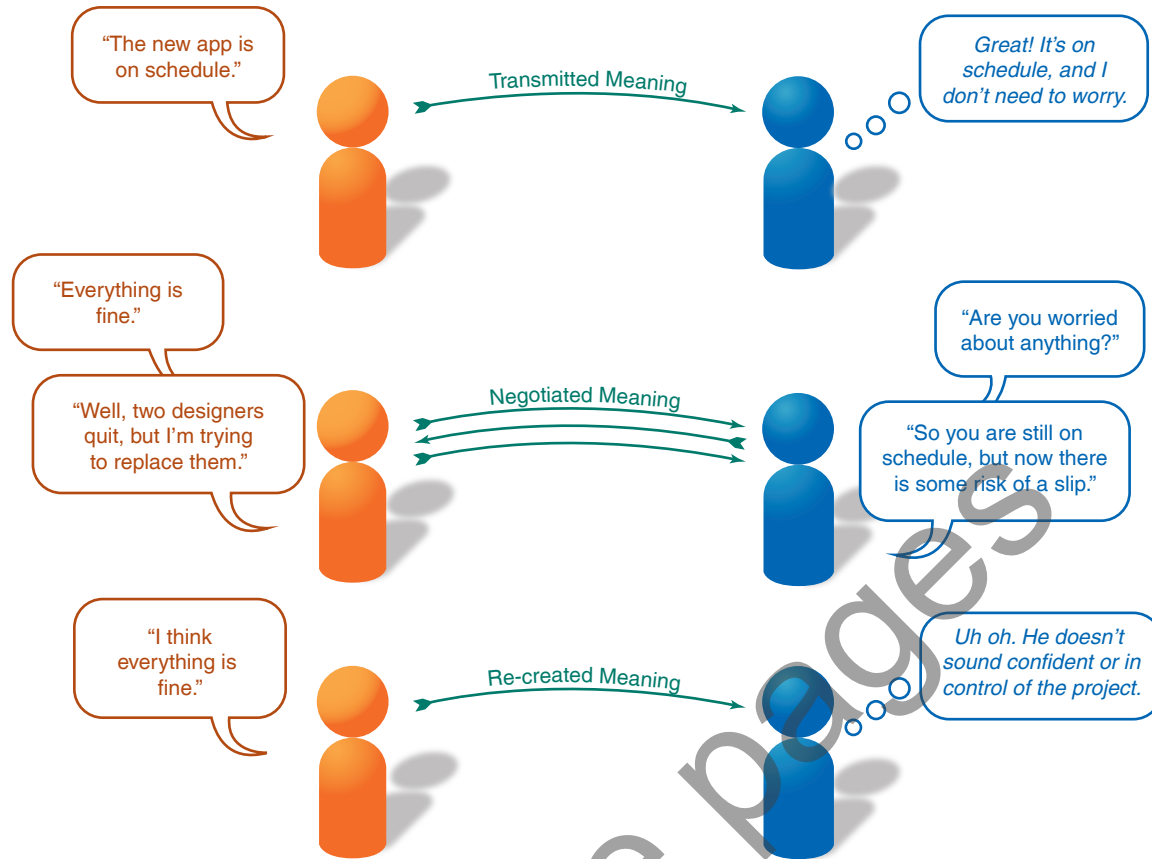 “The new app is
on schedule.”
Transmitted Meaning
Great! It’s on
schedule, and I
don’t need to worry.
“Everything is
fine.”
“Are you worried
about anything?”
“Well, two designers
quit, but I’m trying
to replace them.”
Negotiated Meaning
“So you are still on
schedule, but now there
is some risk of a slip.”
“I think
everything is
fine.”
Re-created Meaning
Uh oh. He doesn’t
sound confident or in
control of the project.
pages